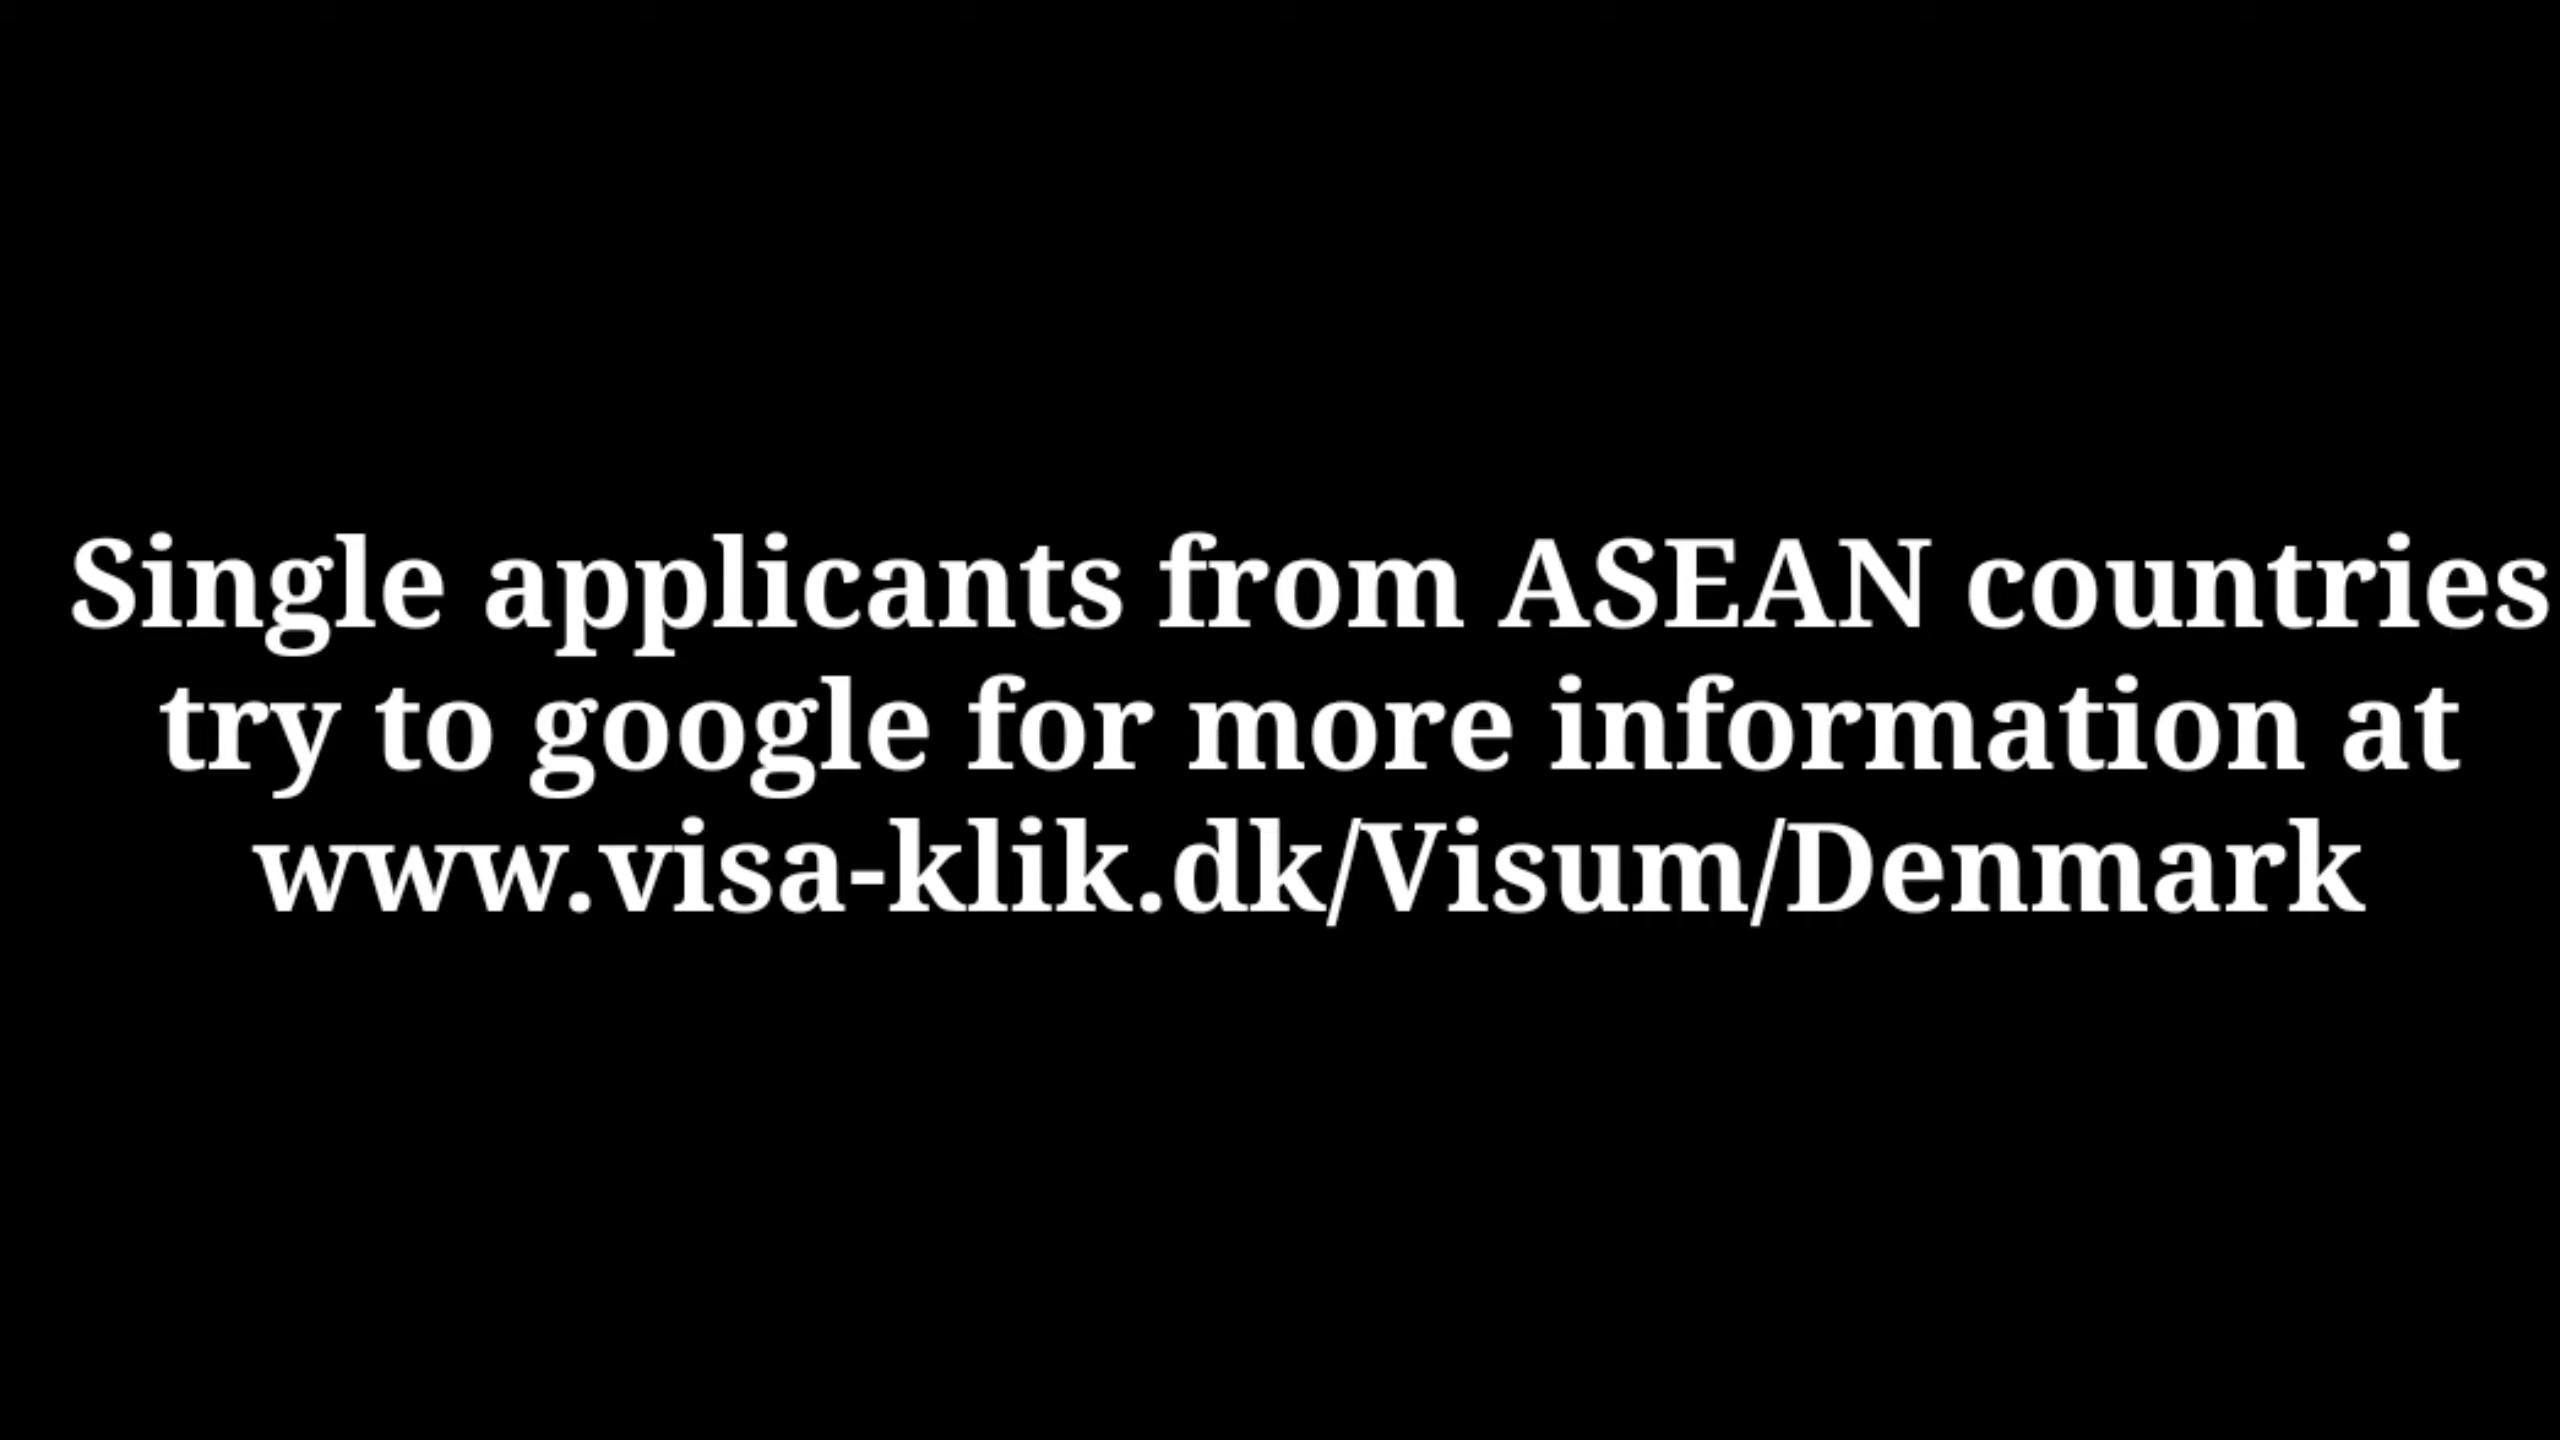 Single applicants from ASEAN countries
try to google for more information at
www.visa-klik.dk/Visum/Denmark